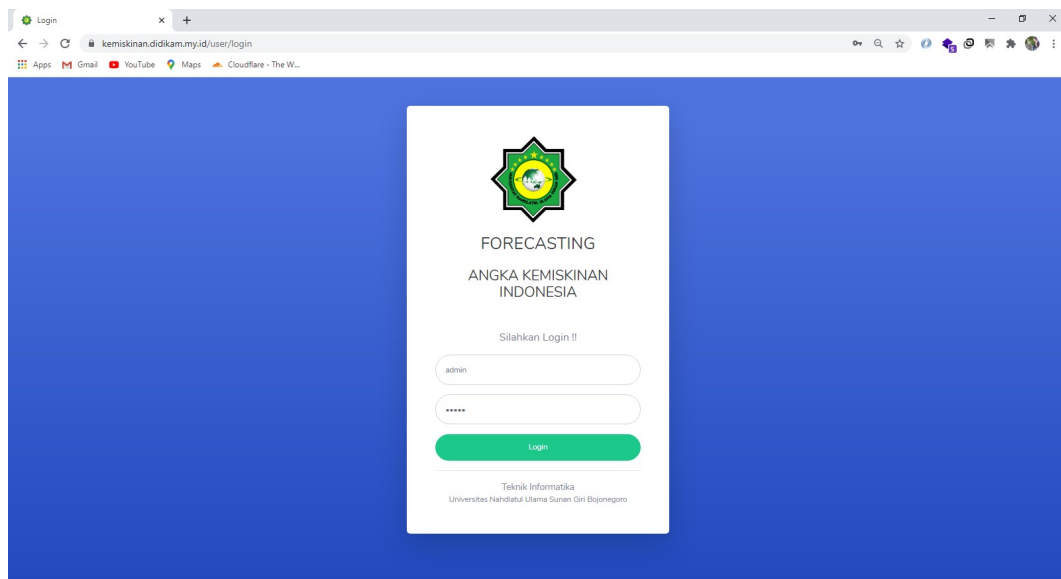 Login
kemiskinan.didikam.my.id/user/login
Apps Gmail YouTube Maps Cloudflare - The W...
FORECASTING
ANGKA KEMISKINAN
INDONESIA
Silahkan Login !!
admin
•••••
Login
Teknik Informatika
Universitas Nahdlatul Ulama Sunan Giri Bojonegoro